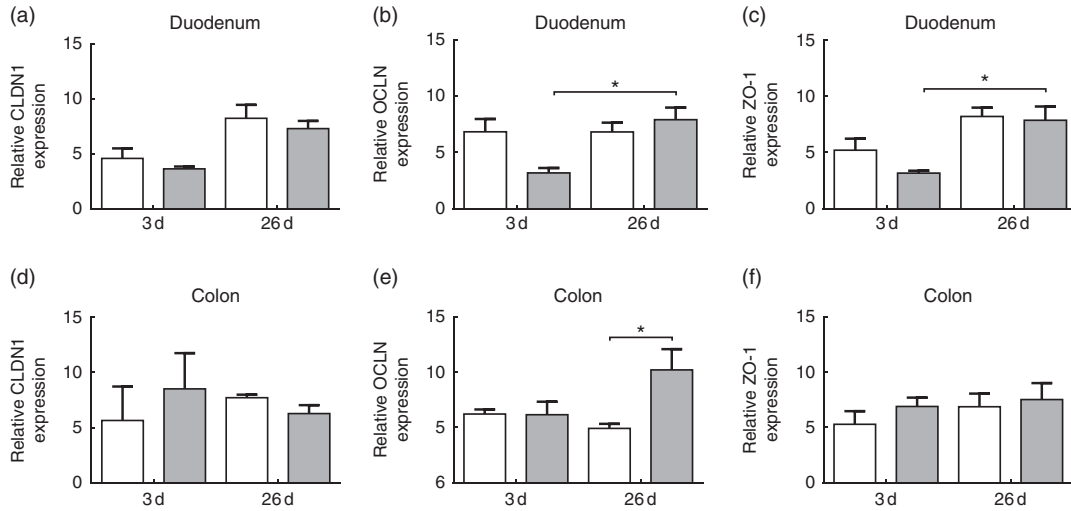 (a)
Duodenum
Relative CLDN1
expression
15
10
5
0
3 d
26 d
(b)
Duodenum
Relative OCLN
expression
15
10
5
0
*
3 d
26 d
(c)
Duodenum
Relative ZO-1
expression
15
10
5
0
*
3 d
26 d
(d)
Colon
Relative CLDN1
expression
15
10
5
0
3 d
26 d
(e)
Colon
Relative OCLN
expression
15
10
5
6
*
3 d
26 d
(f)
Colon
Relative ZO-1
expression
15
10
5
0
3 d
26 d